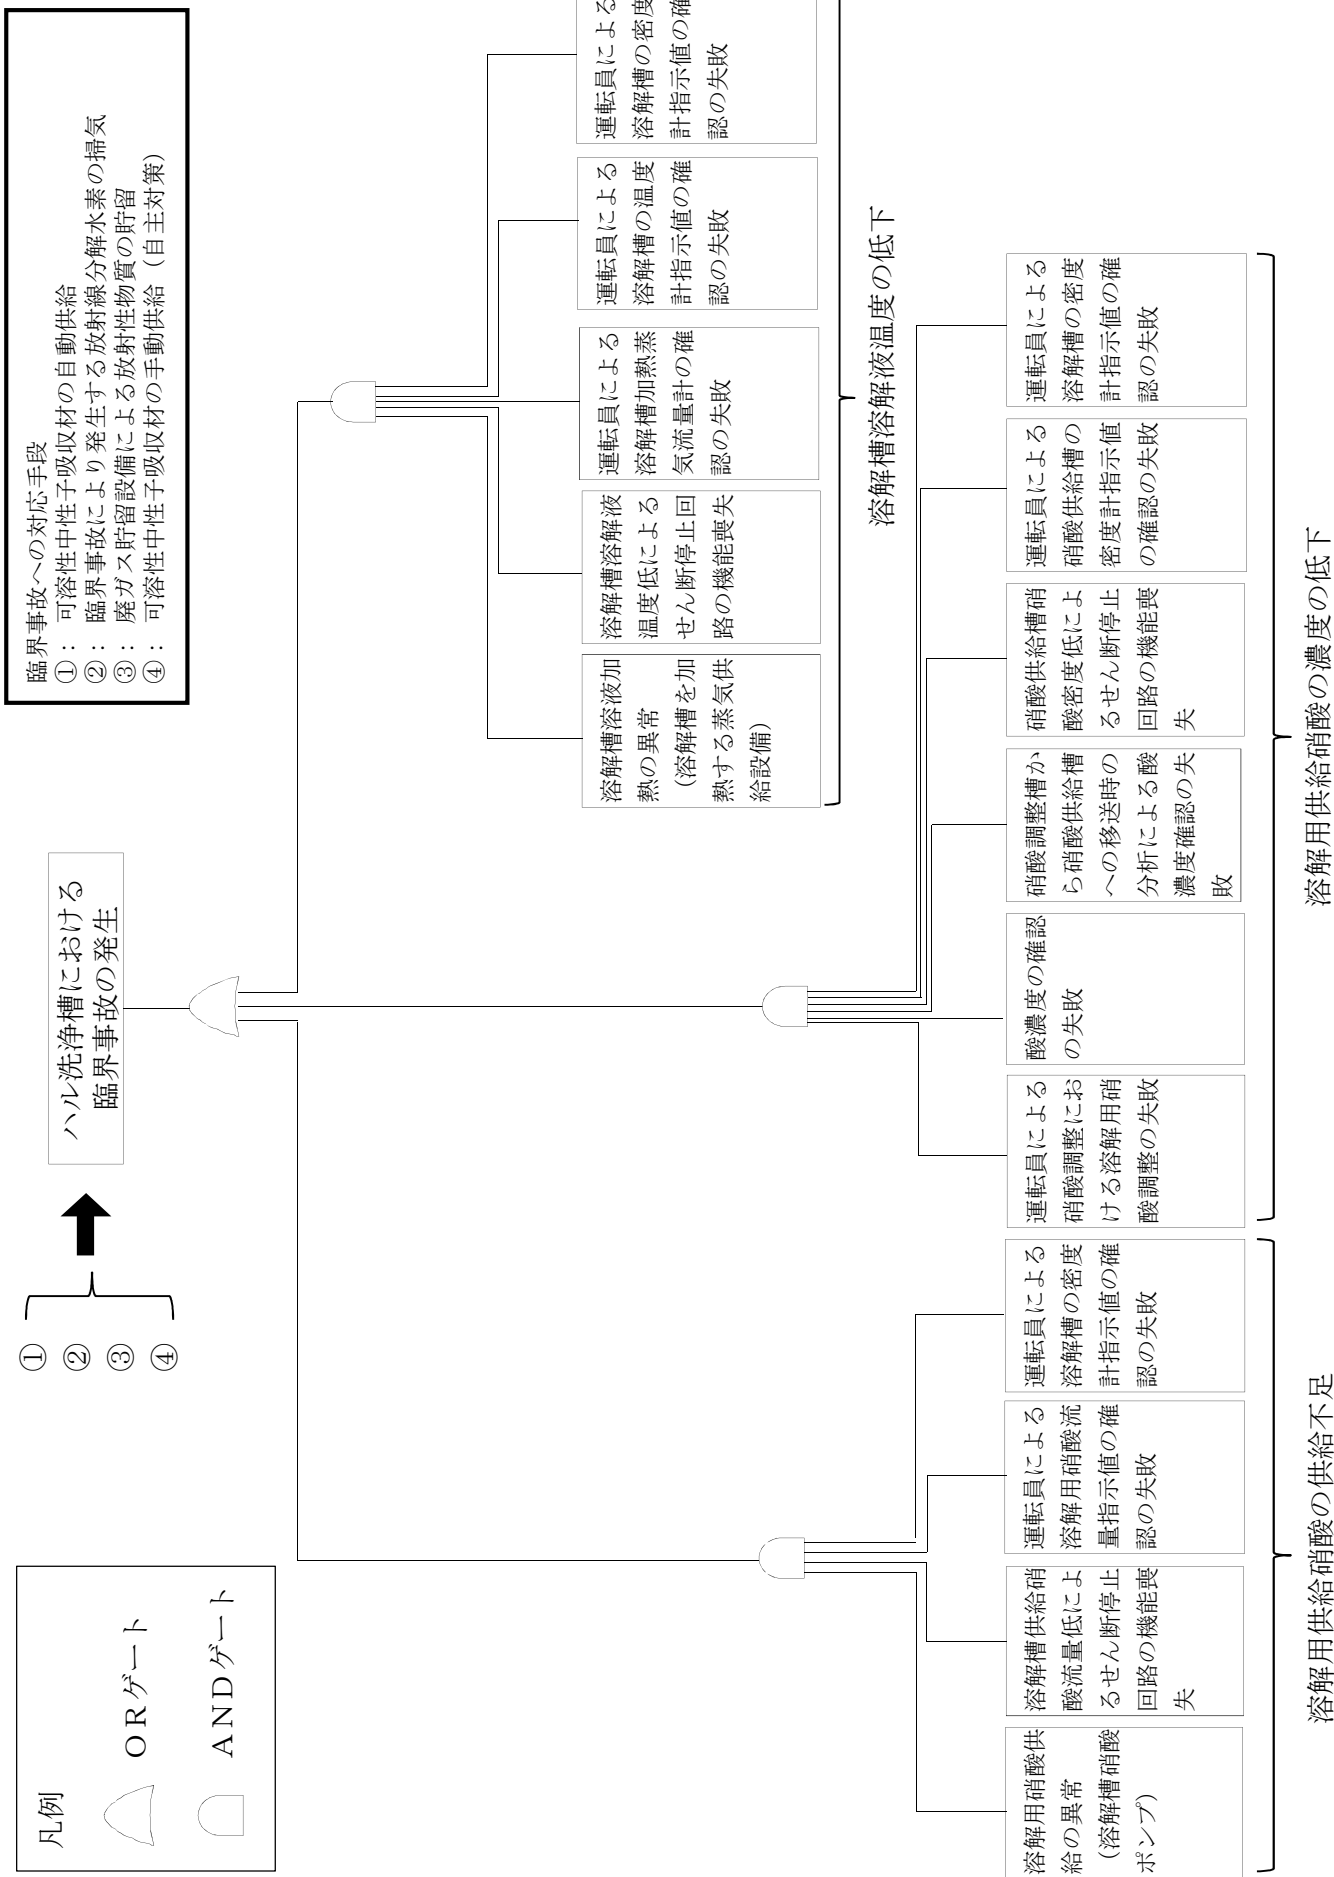 凡例
ORゲート
ANDゲート
①
②
③
④
ハル洗浄槽における
臨界事故の発生
臨界事故への対応手段
①： 可溶性中性子吸収材の自動供給
②： 臨界事故により発生する放射線分解水素の掃気
③： 廃ガス貯留設備による放射性物質の貯留
④： 可溶性中性子吸収材の手動供給（自主対策）
溶解槽溶液加
熱の異常
（溶解槽を加
熱する蒸気供
給設備）
溶解槽溶解液
温度低による
せん断停止回
路の機能喪失
運転員による
溶解槽加熱蒸
気流量計の確
認の失敗
運転員による
溶解槽の温度
計指示値の確
認の失敗
運転員による
溶解槽の密度
計指示値の確
認の失敗
溶解槽溶解液温度の低下
溶解用硝酸供
給の異常
（溶解槽硝酸
ポンプ）
溶解槽供給硝
酸流量低によ
るせん断停止
回路の機能喪
失
運転員による
溶解用硝酸流
量指示値の確
認の失敗
運転員による
溶解槽の密度
計指示値の確
認の失敗
運転員による
硝酸調整にお
ける溶解用硝
酸調整の失敗
酸濃度の確認
の失敗
硝酸調整槽か
ら硝酸供給槽
への移送時の
分析による酸
濃度確認の失
敗
硝酸供給槽硝
酸密度低によ
るせん断停止
回路の機能喪
失
運転員による
硝酸供給槽の
密度計指示値
の確認の失敗
運転員による
溶解槽の密度
計指示値の確
認の失敗
溶解用供給硝酸の供給不足
溶解用供給硝酸の濃度の低下